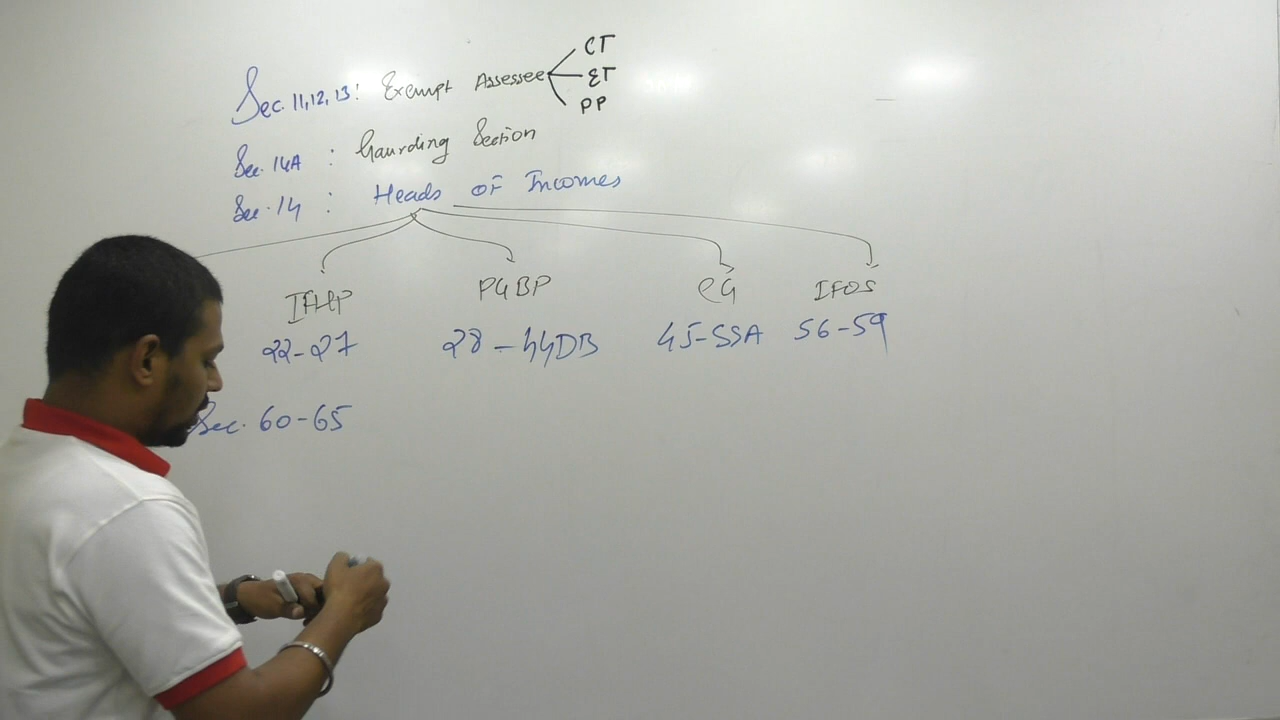 CT
Sec. 11,12,13: Exempt Assessee ET
PP
Sec. 14A : Gaurding Section
Sec. 14 : Heads of Incomes
IFHP PGBP CG IFOS
22-27 28-44DB 45-55A 56-59
Sec. 60-65